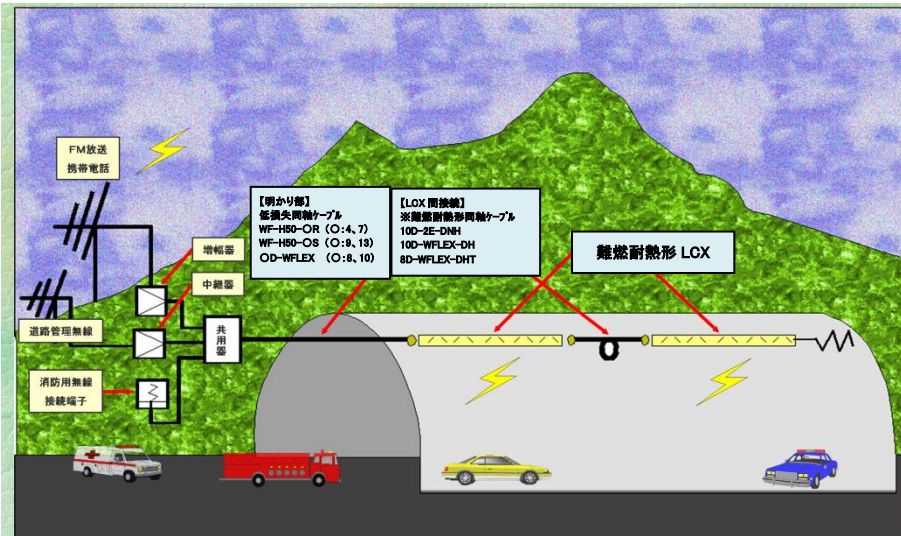 FM放送
携帯電話
増幅器
中継器
道路管理無線
共
用
器
消防用無線
接続端子
【明かり部】
低損失同軸ｹｰﾌﾞﾙ
WF-H50-OR (○:4、7)
WF-H50-OS (○:9、13)
○D-WFLEX (○:8、10)
【LCX 間接続】
※難燃耐熱形同軸ｹｰﾌﾞﾙ
10D-2E-DNH
10D-WFLEX-DH
8D-WFLEX-DHT
難燃耐熱形 LCX